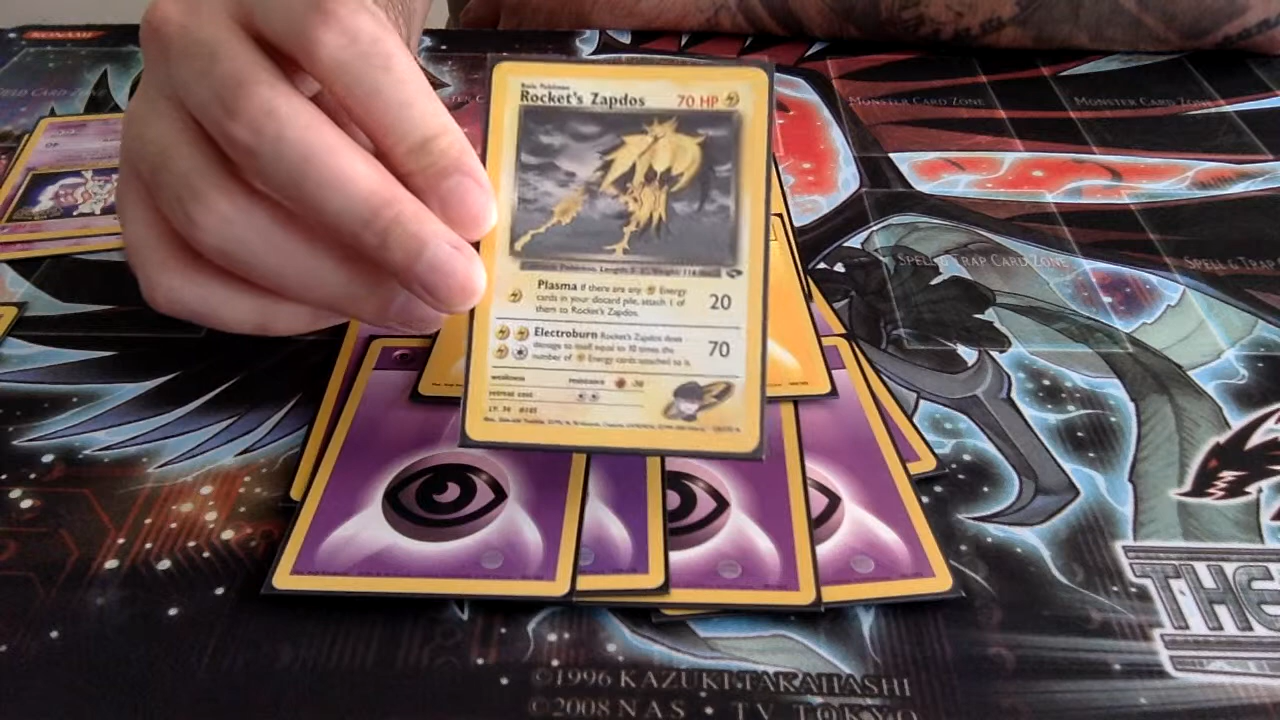 KONAMI
MONSTER CARD ZONE
MONSTER CARD ZONE
SPELL & TRAP CARD ZONE
SPELL & TRAP
Basic Pokémon
Rocket's Zapdos 70 HP
Plasma If there are any Energy
cards in your discard pile, attach 1 of
them to Rocket's Zapdos.
20
Electroburn Rocket's Zapdos does
damage to itself equal to 10 times the
number of Energy cards attached to it.
70
weakness resistance -30
retreat cost
THE
©1996 KAZUKI TAKAHASHI
©2008 NAS • TV TOKYO